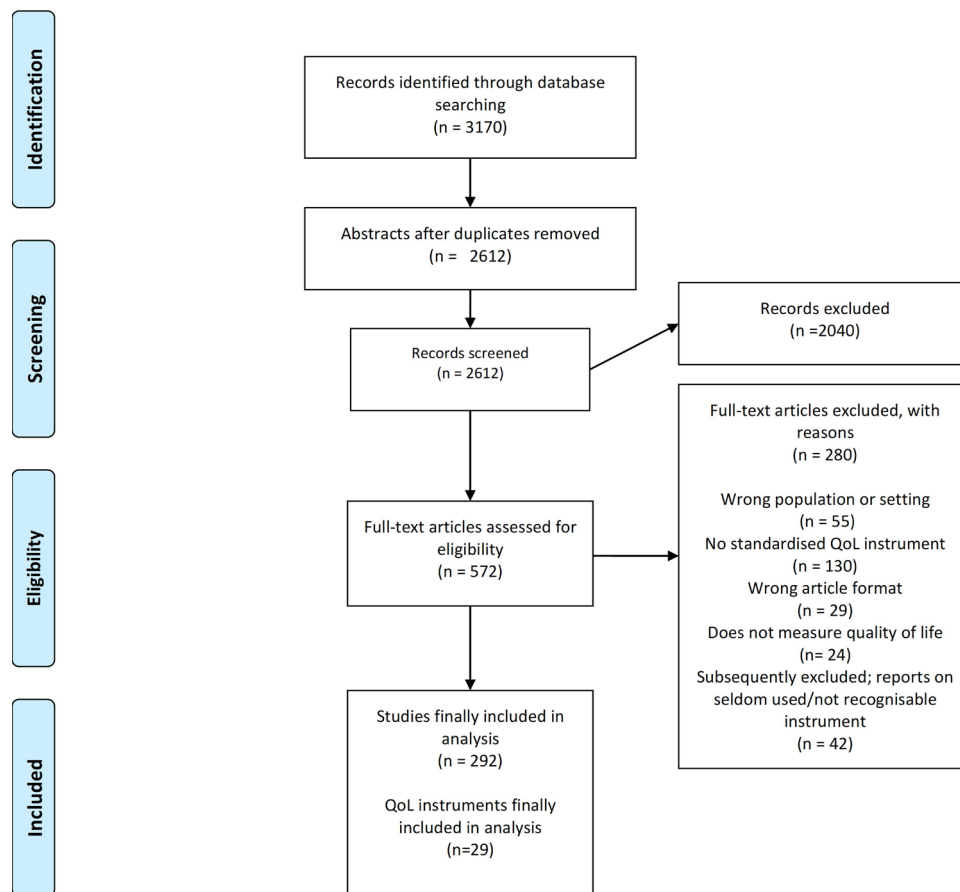 Identification
Records identified through database
searching
(n = 3170)
Abstracts after duplicates removed
(n = 2612)
Screening
Records screened
(n = 2612)
Records excluded
(n =2040)
Eligibility
Full-text articles assessed for
eligibility
(n = 572)
Full-text articles excluded, with
reasons
(n = 280)
Wrong population or setting
(n = 55)
No standardised QoL instrument
(n = 130)
Wrong article format
(n = 29)
Does not measure quality of life
(n= 24)
Subsequently excluded; reports on
seldom used/not recognisable
instrument
(n = 42)
Included
Studies finally included in
analysis
(n = 292)
QoL instruments finally
included in analysis
(n=29)